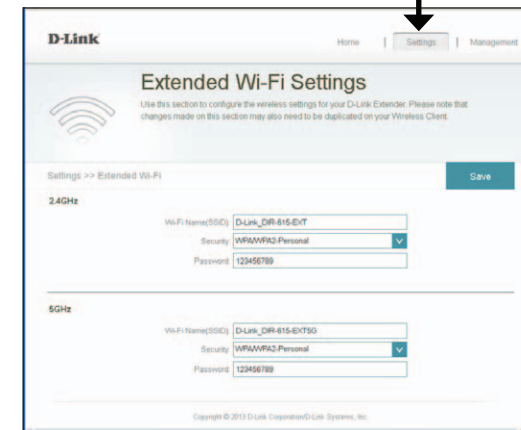 D-Link
Home | Settings | Management
Extended Wi-Fi Settings
Use this section to configure the wireless settings for your D-Link Extender. Please note that
changes made on this section may also need to be duplicated on your Wireless Client.
Settings >> Extended Wi-Fi
Save
2.4GHz
Wi-Fi Name(SSID) D-Link_DIR-615-EXT
Security WPA/WPA2-Personal
Password 123456789
5GHz
Wi-Fi Name(SSID) D-Link_DIR-615-EXT5G
Security WPA/WPA2-Personal
Password 123456789
Copyright © 2013 D-Link Corporation/D-Link Systems, Inc.